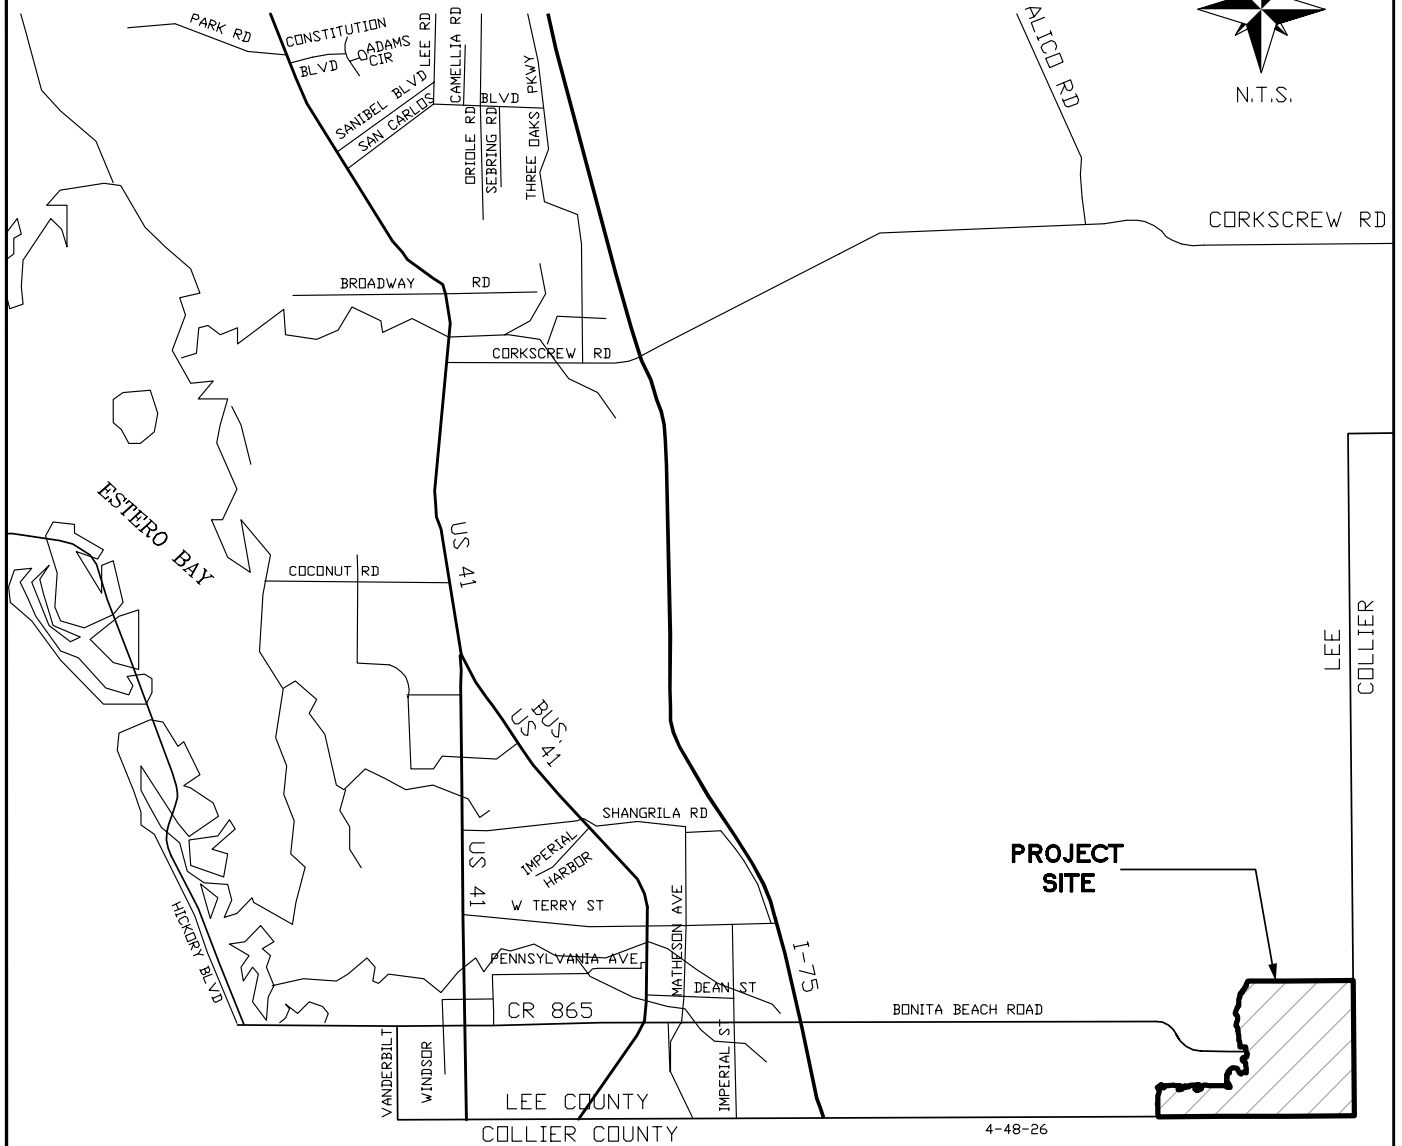 PARK RD
CONSTITUTION
BLVD
ADAMS
CIR
LEE RD
CAMELLIA RD
SANIBEL BLVD
SAN CARLOS
BLVD
ORIOLE RD
SEBRING RD
THREE OAKS PKWY
ALICO RD
N.T.S.
CORKSCREW RD
BROADWAY RD
CORKSCREW RD
ESTERO BAY
US 41
COCONUT RD
LEE
COLLIER
BUS.
US 41
SHANGRILA RD
IMPERIAL
HARBOR
US 41
PROJECT
SITE
W TERRY ST
MATHESON AVE
HICKORY BLVD
PENNSYLVANIA AVE
I-75
DEAN ST
CR 865
BONITA BEACH ROAD
VANDERBILT
WINDSOR
IMPERIAL ST
LEE COUNTY
COLLIER COUNTY
4-48-26